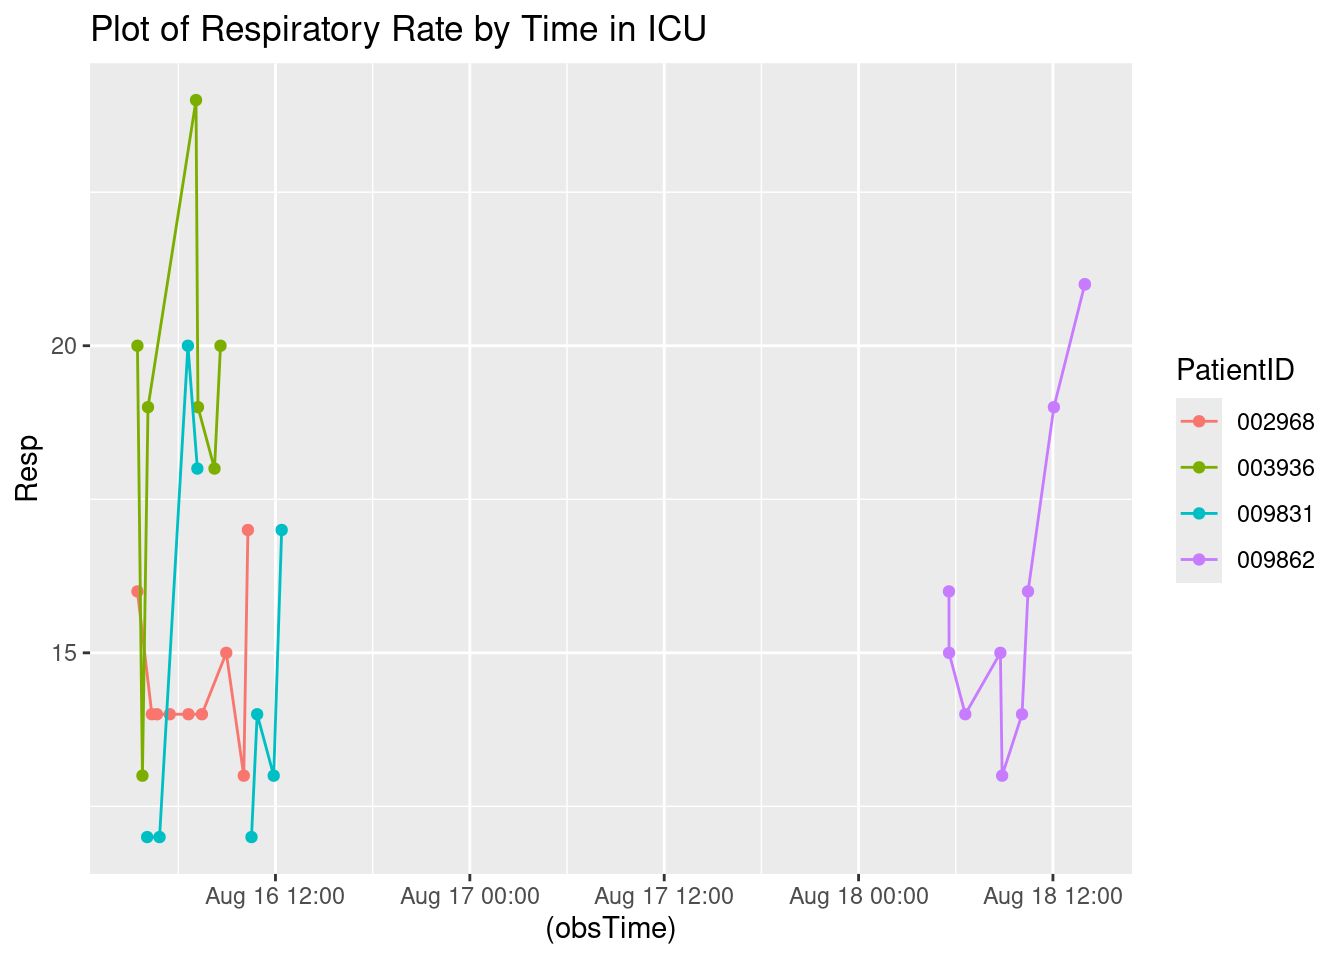 Plot of Respiratory Rate by Time in ICU
Resp
20
15
Aug 16 12:00
Aug 17 00:00
Aug 17 12:00
Aug 18 00:00
Aug 18 12:00
(obsTime)
PatientID
002968
003936
009831
009862